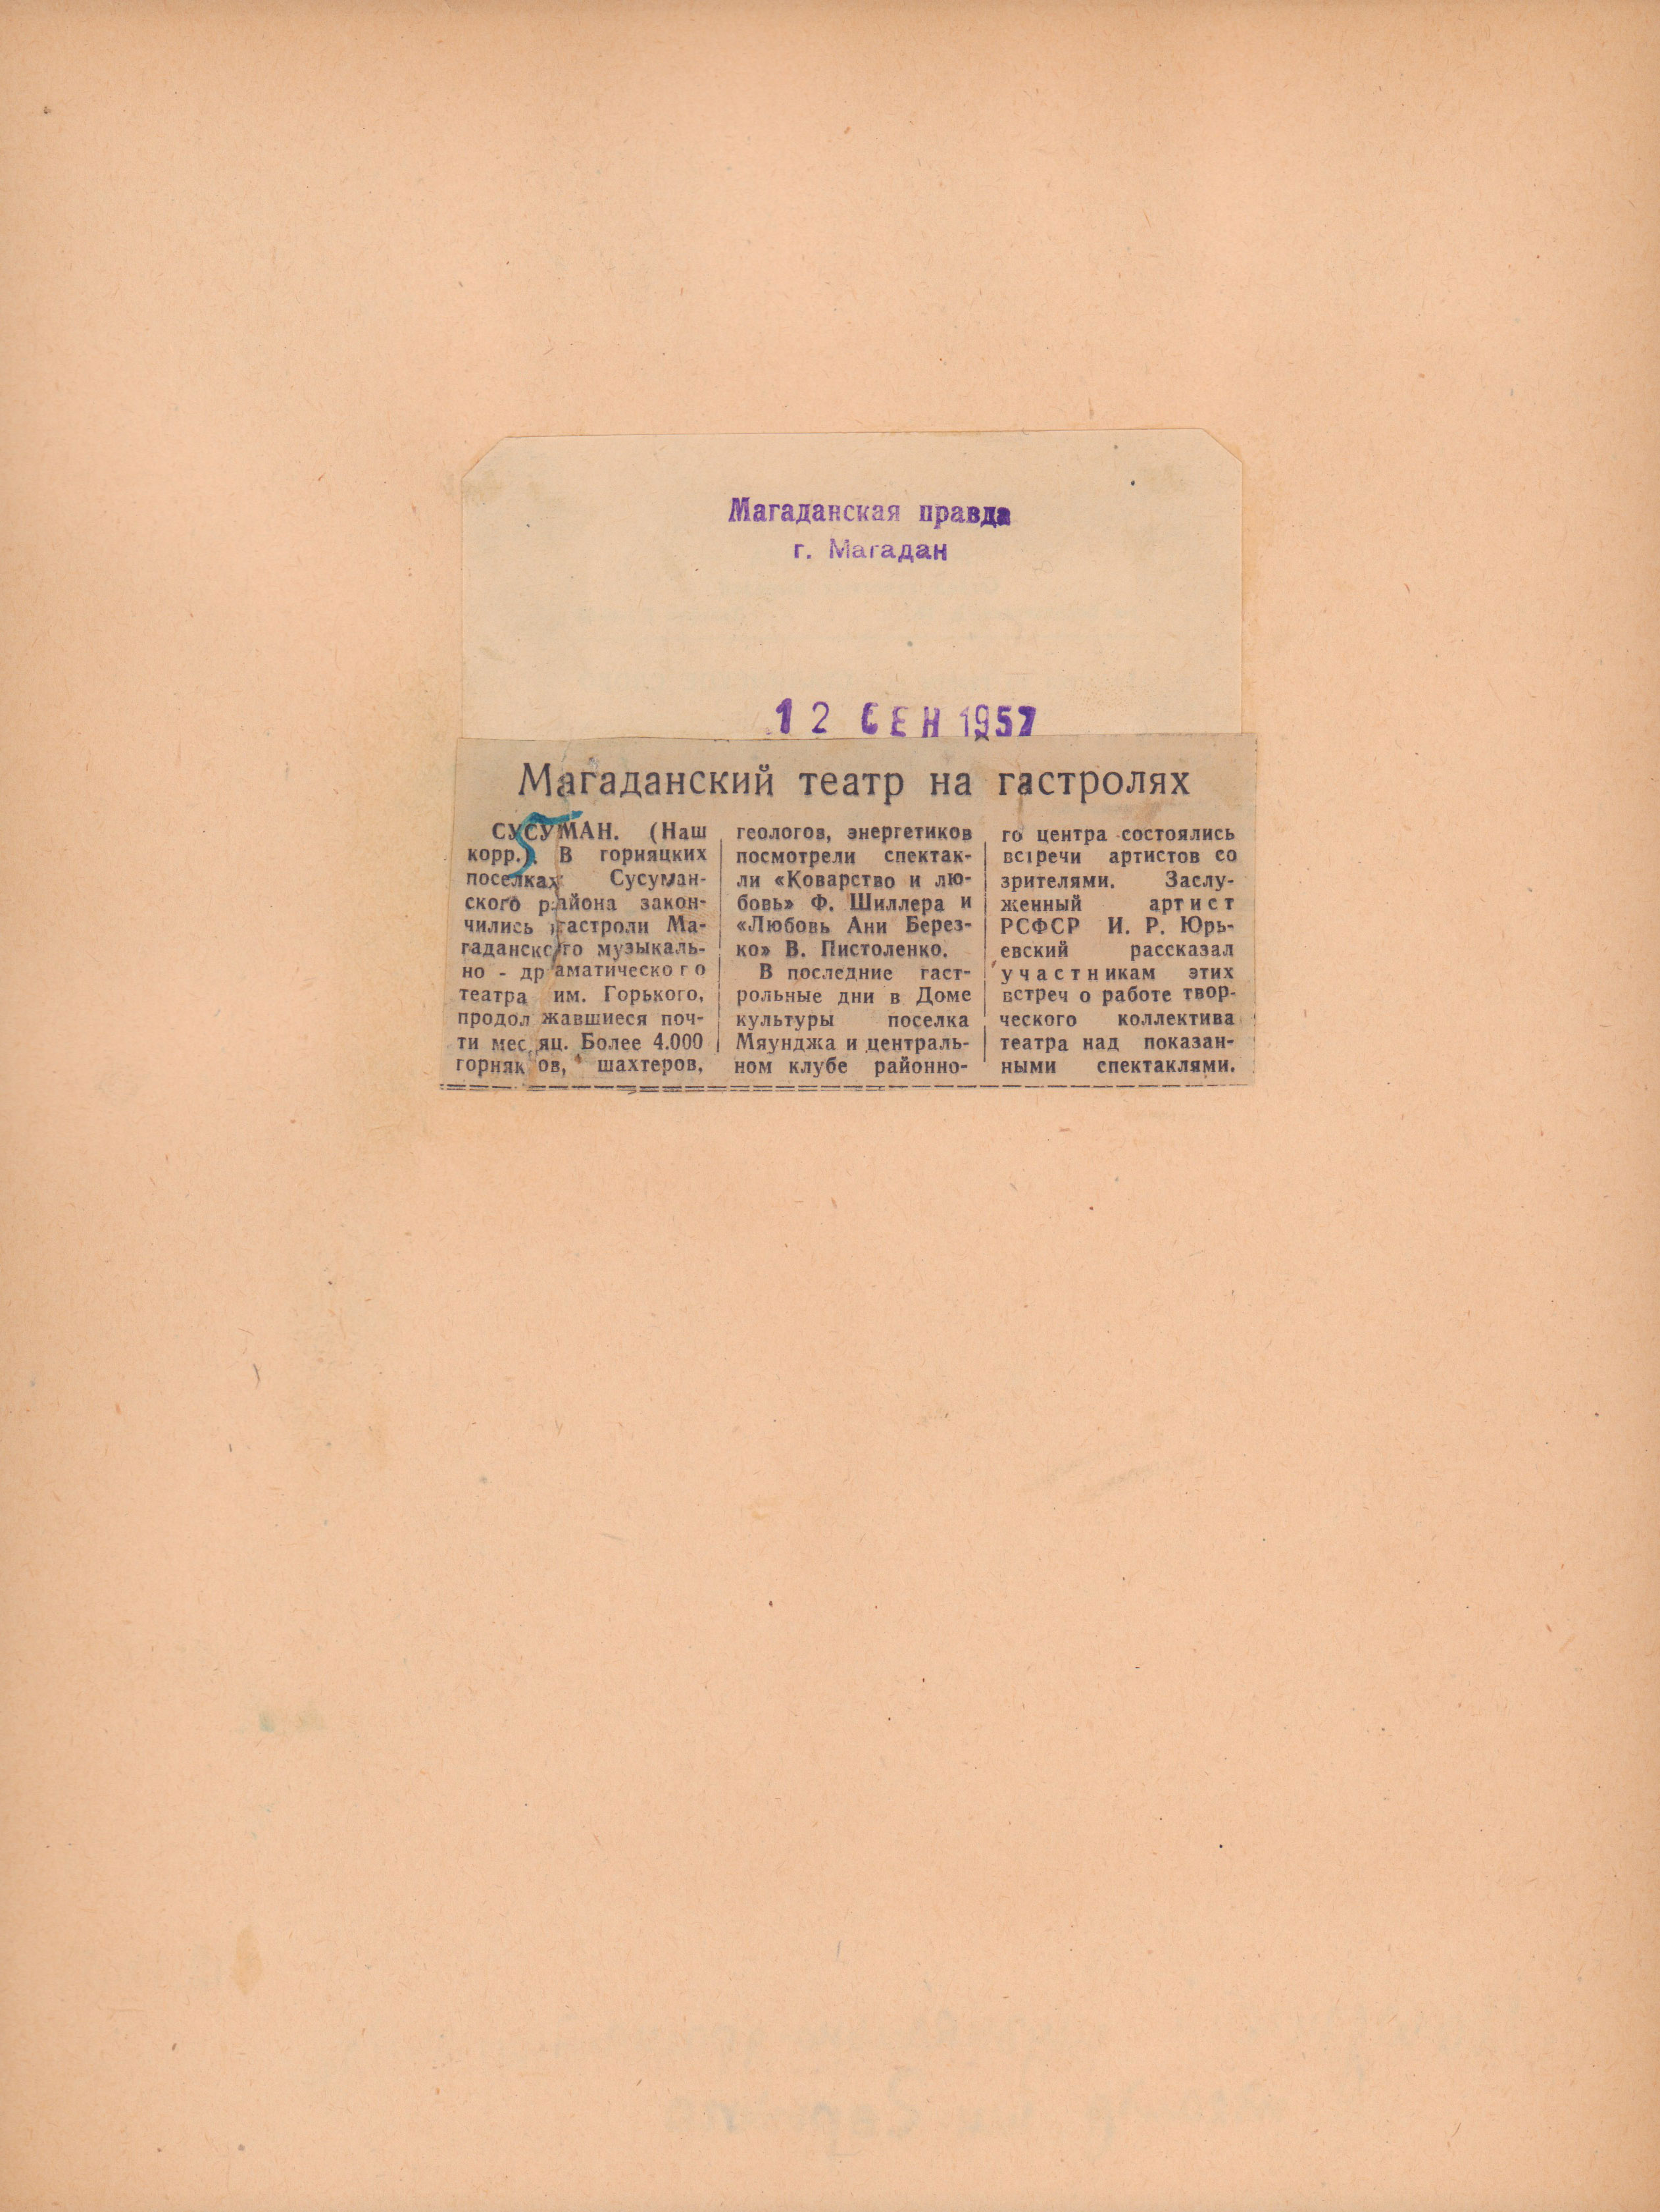 Магаданская правда
г. Магадан
12 СЕН 1957
Магаданский театр на гастролях
СУСУМАН. (Наш
корр.). В горняцких
поселках Сусуман-
ского района закон-
чились гастроли Ма-
гаданского музыкаль-
но - драматического
театра им. Горького,
продолжавшиеся поч-
ти месяц. Более 4.000
горняков, шахтеров,
геологов, энергетиков
посмотрели спектак-
ли «Коварство и лю-
бовь» Ф. Шиллера и
«Любовь Ани Берез-
ко» В. Пистоленко.
В последние гаст-
рольные дни в Доме
культуры поселка
Мяунджа и централь-
ном клубе районно-
го центра состоялись
встречи артистов со
зрителями. Заслу-
женный артист
РСФСР И. Р. Юрь-
евский рассказал
участникам этих
встреч о работе твор-
ческого коллектива
театра над показан-
ными спектаклями.